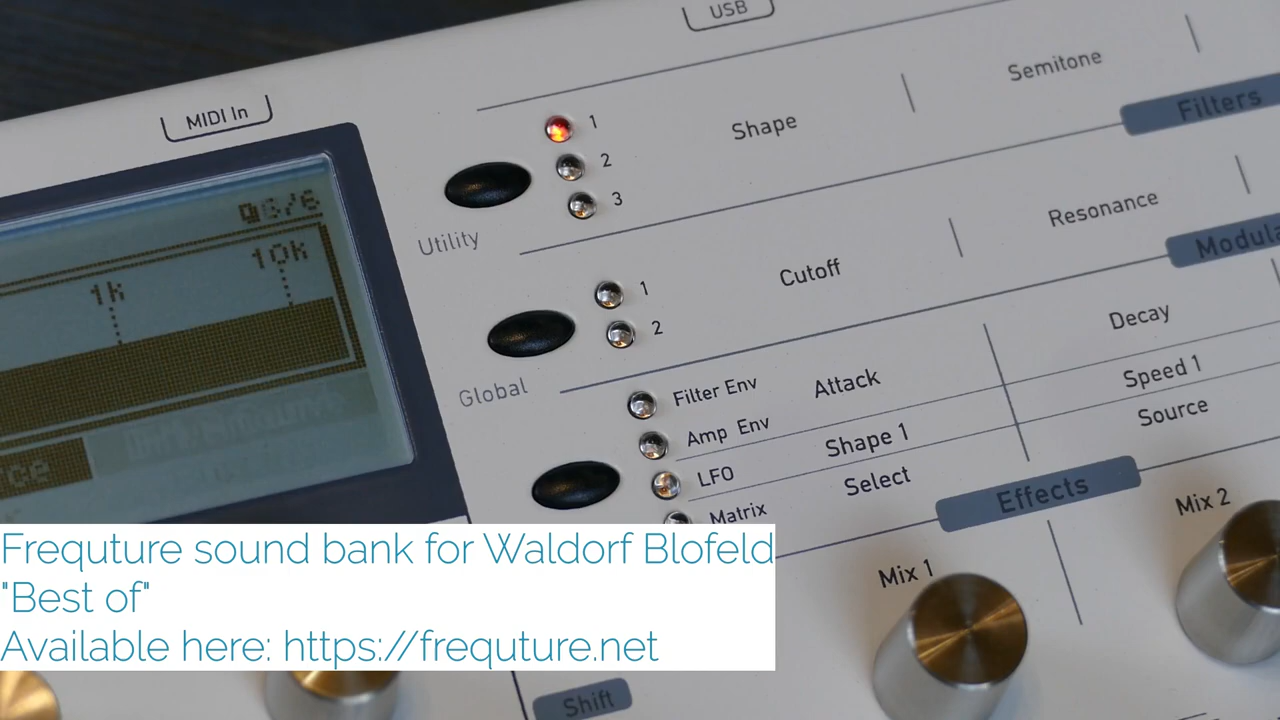 USB
MIDI In
Semitone
Filters
Shape
1
2
3
Utility
Resonance
Cutoff
1
2
Global
10k
1k
Decay
Filter Env
Attack
Speed 1
Amp Env
Shape 1
Source
LFO
Select
Matrix
Effects
Mix 2
Mix 1
Frequture sound bank for Waldorf Blofeld
"Best of"
Available here: https://frequture.net
Shift